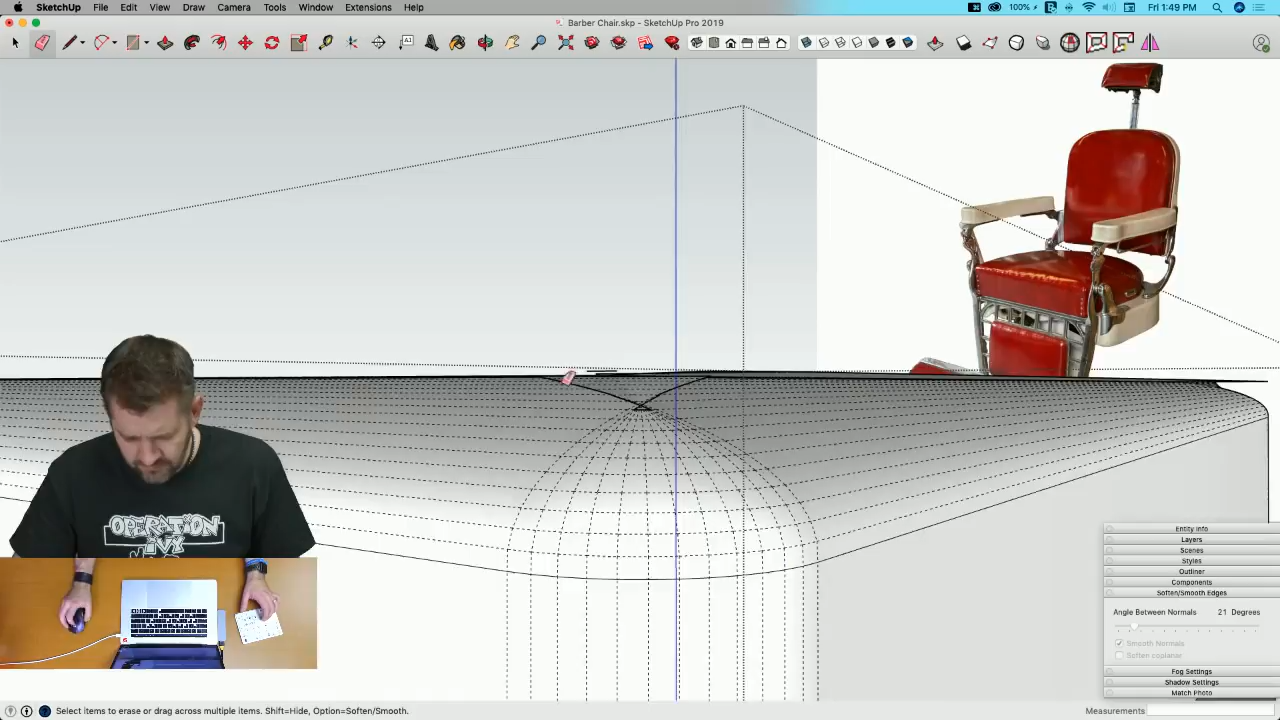 SketchUp File Edit View Draw Camera Tools Window Extensions Help
100% Fri 1:49 PM
Barber Chair.skp - SketchUp Pro 2019
OPERATION
IVY
Entity Info
Layers
Scenes
Styles
Outliner
Components
Soften/Smooth Edges
Angle Between Normals 21 Degrees
Smooth Normals
Soften coplanar
Fog Settings
Shadow Settings
Match Photo
Select items to erase or drag across multiple items. Shift=Hide, Option=Soften/Smooth.
Measurements